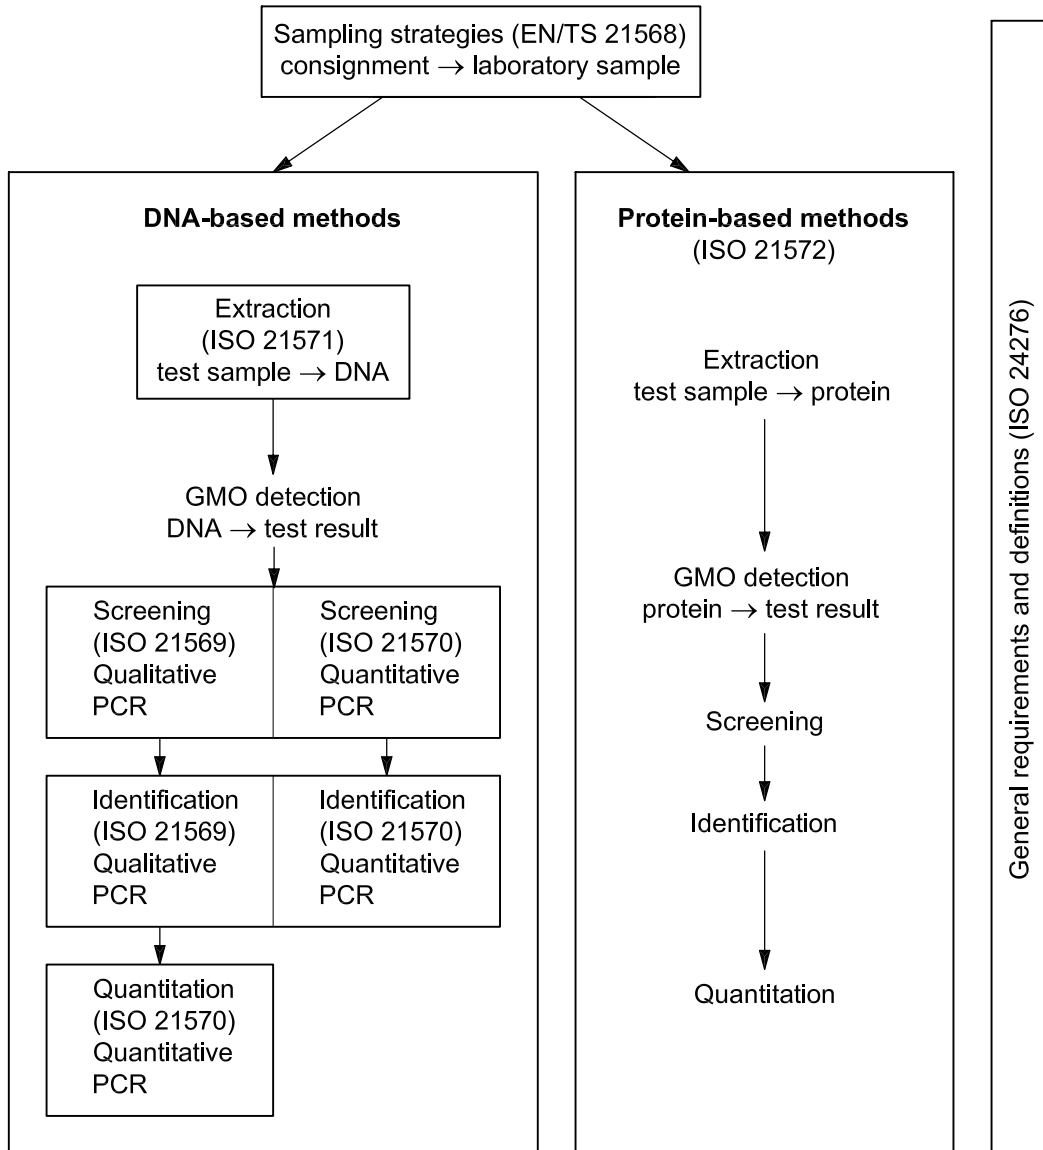 Sampling strategies (EN/TS 21568)
consignment → laboratory sample
DNA-based methods
Extraction
(ISO 21571)
test sample → DNA
GMO detection
DNA → test result
Screening
(ISO 21569)
Qualitative
PCR
Screening
(ISO 21570)
Quantitative
PCR
Identification
(ISO 21569)
Qualitative
PCR
Identification
(ISO 21570)
Quantitative
PCR
Quantitation
(ISO 21570)
Quantitative
PCR
Protein-based methods
(ISO 21572)
Extraction
test sample → protein
GMO detection
protein → test result
Screening
Identification
Quantitation
General requirements and definitions (ISO 24276)